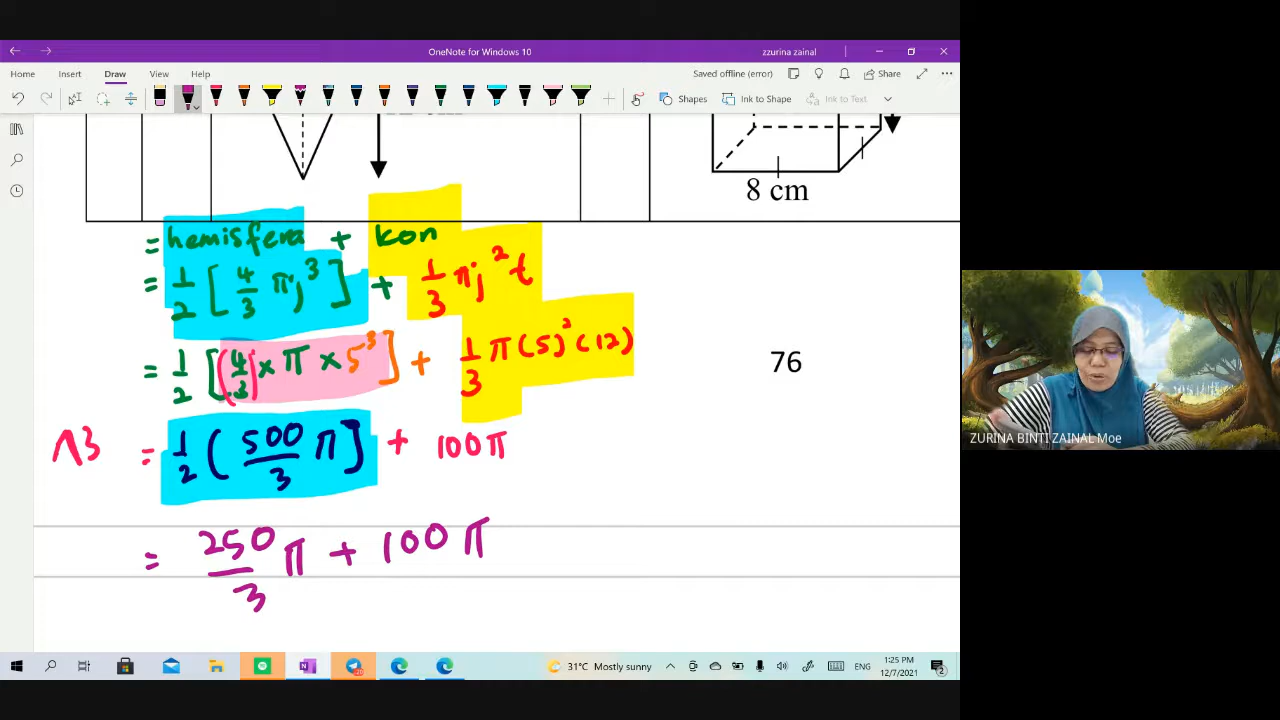 OneNote for Windows 10
zzurina zainal
Home Insert Draw View Help
Saved offline (error)
Share
Shapes
Ink to Shape
Ink to Text
8 cm
= hemisfera + kon
= 1/2 [4/3 πj³] + 1/3 πj²t
= 1/2 [(4/3) × π × 5³] + 1/3 π(5)²(12)
76
= 1/2 (500/3 π] + 100π
= 250/3 π + 100π
ZURINA BINTI ZAINAL Moe
31°C Mostly sunny
ENG
1:25 PM
12/7/2021
2